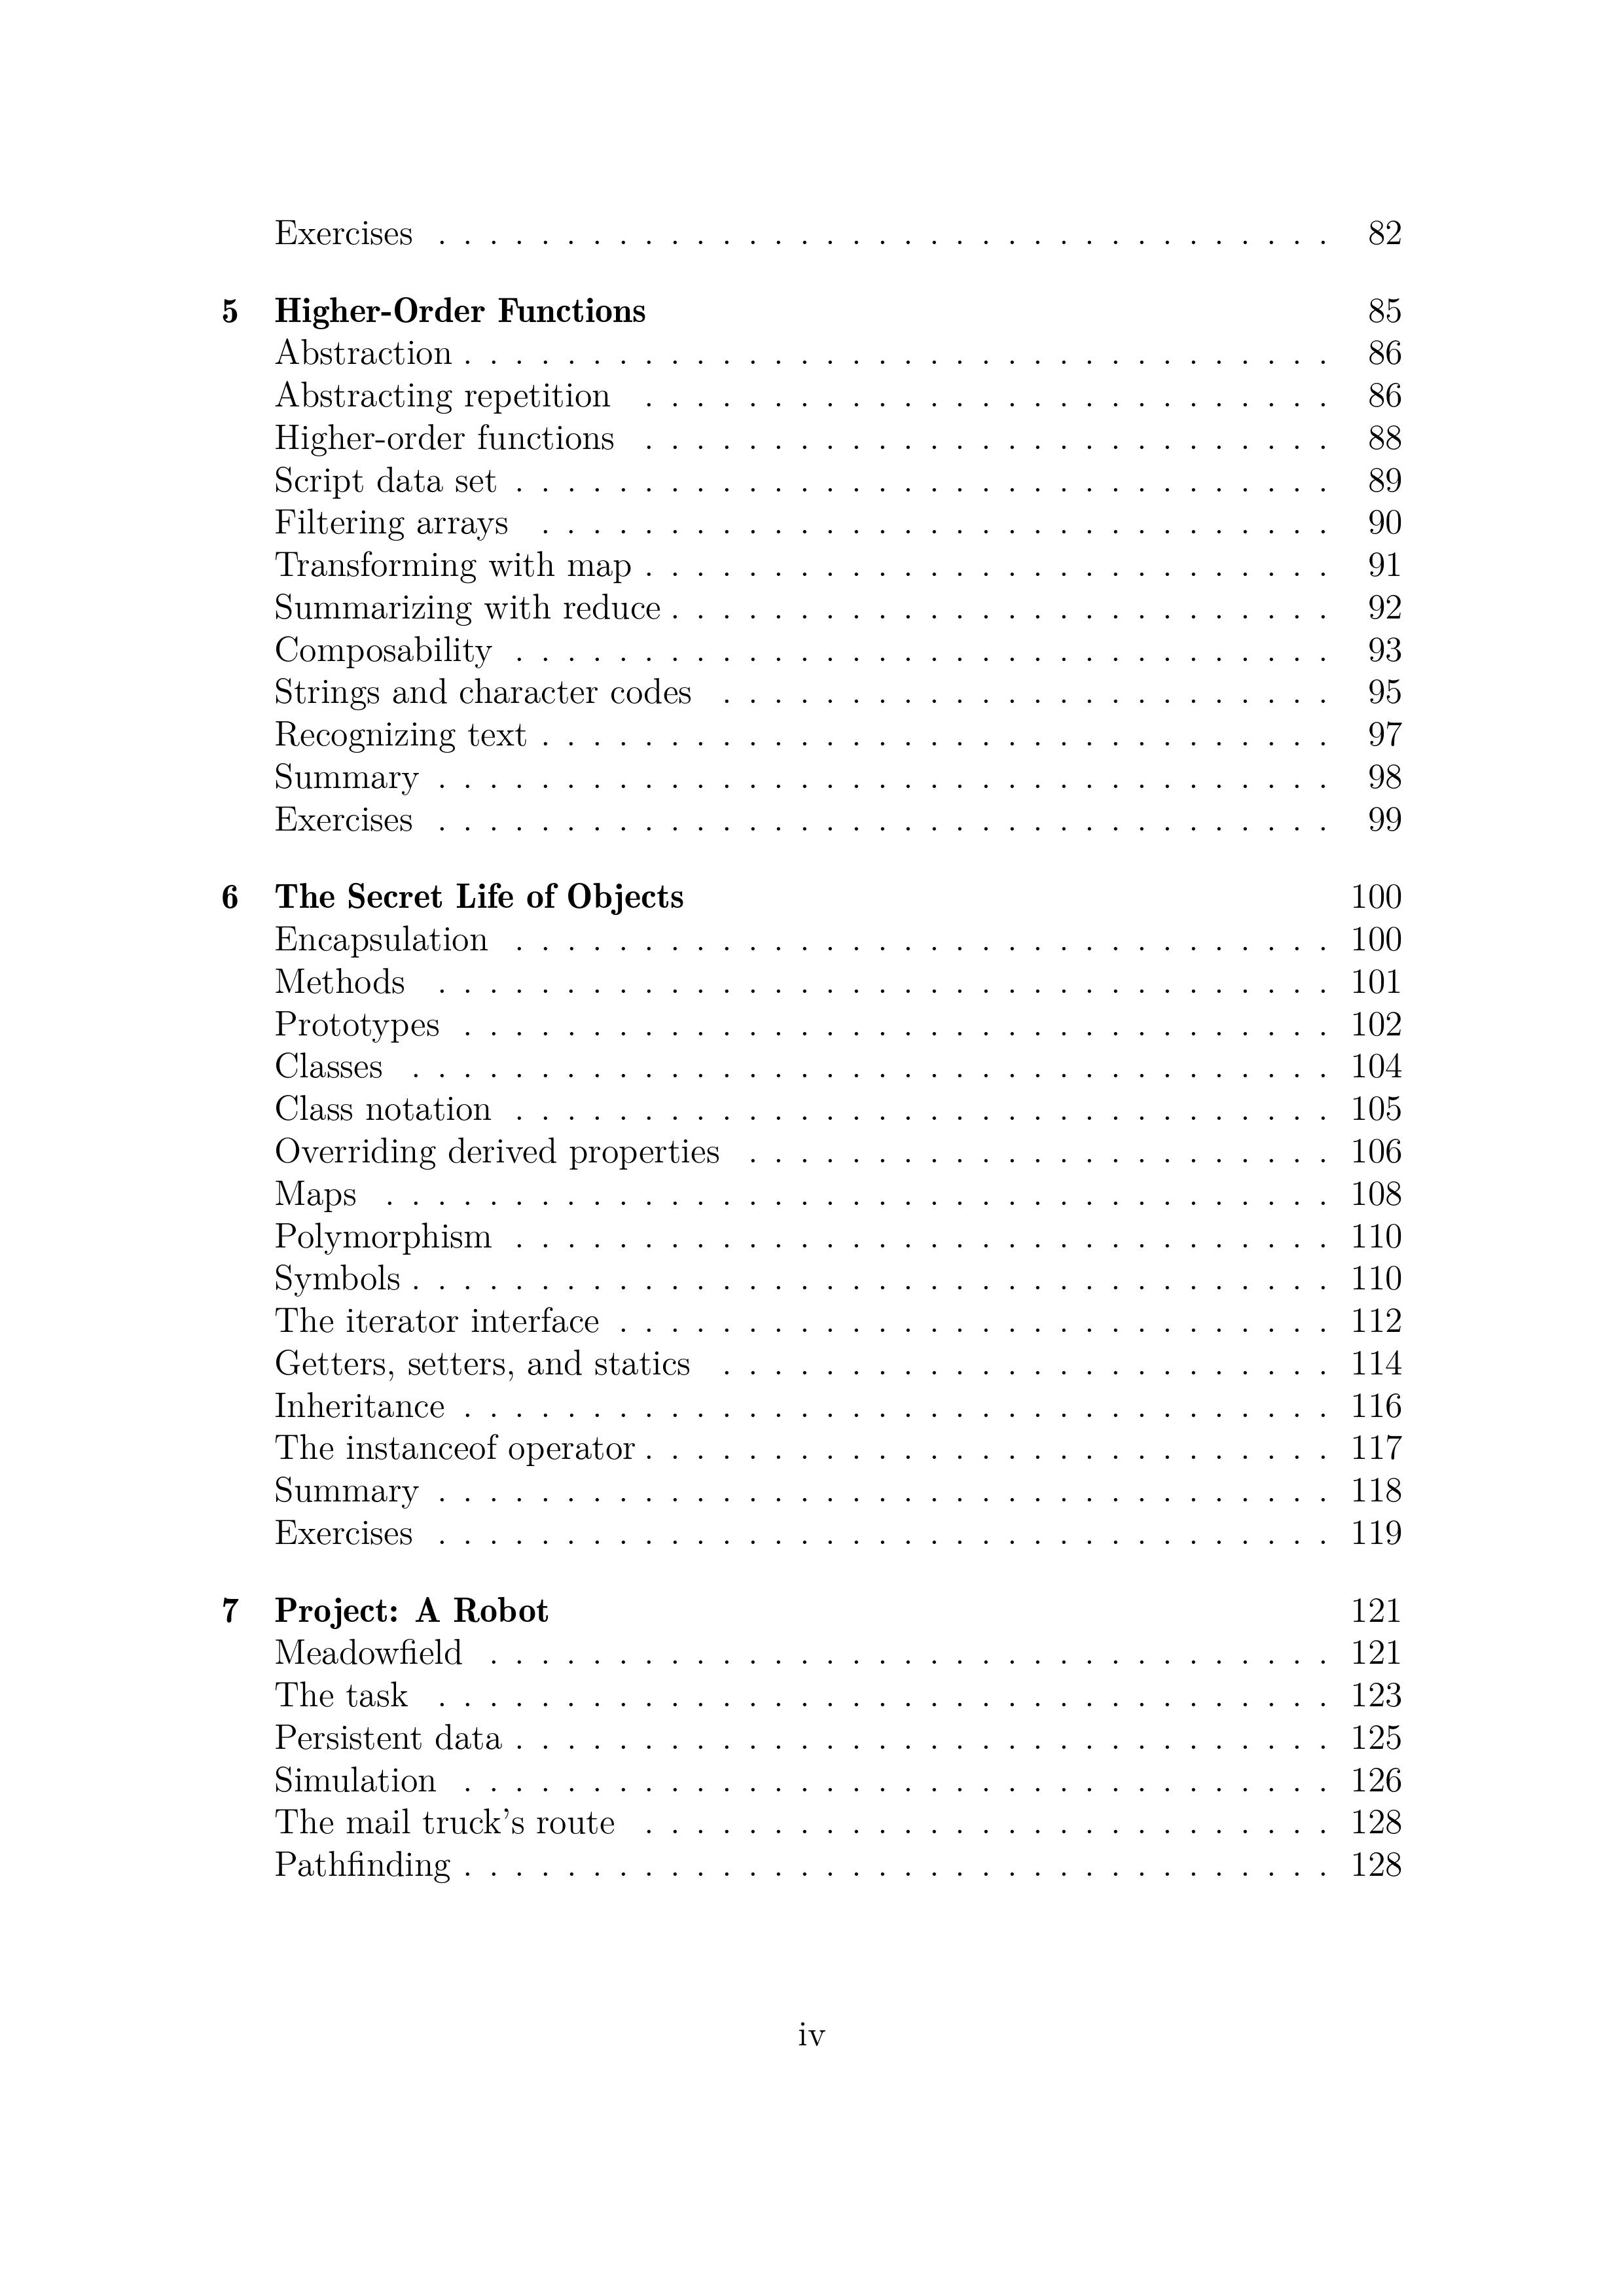 Exercises . . . . . . . . . . . . . . . . . . . . . . . . . . . . . . . . . . . 82
5 Higher-Order Functions 85
Abstraction . . . . . . . . . . . . . . . . . . . . . . . . . . . . . . . . . . 86
Abstracting repetition . . . . . . . . . . . . . . . . . . . . . . . . . . . 86
Higher-order functions . . . . . . . . . . . . . . . . . . . . . . . . . . . 88
Script data set . . . . . . . . . . . . . . . . . . . . . . . . . . . . . . . . 89
Filtering arrays . . . . . . . . . . . . . . . . . . . . . . . . . . . . . . . 90
Transforming with map . . . . . . . . . . . . . . . . . . . . . . . . . . . 91
Summarizing with reduce . . . . . . . . . . . . . . . . . . . . . . . . . . 92
Composability . . . . . . . . . . . . . . . . . . . . . . . . . . . . . . . . 93
Strings and character codes . . . . . . . . . . . . . . . . . . . . . . . . 95
Recognizing text . . . . . . . . . . . . . . . . . . . . . . . . . . . . . . . 97
Summary . . . . . . . . . . . . . . . . . . . . . . . . . . . . . . . . . . . 98
Exercises . . . . . . . . . . . . . . . . . . . . . . . . . . . . . . . . . . . 99
6 The Secret Life of Objects 100
Encapsulation . . . . . . . . . . . . . . . . . . . . . . . . . . . . . . . . 100
Methods . . . . . . . . . . . . . . . . . . . . . . . . . . . . . . . . . . . 101
Prototypes . . . . . . . . . . . . . . . . . . . . . . . . . . . . . . . . . . 102
Classes . . . . . . . . . . . . . . . . . . . . . . . . . . . . . . . . . . . . 104
Class notation . . . . . . . . . . . . . . . . . . . . . . . . . . . . . . . . 105
Overriding derived properties . . . . . . . . . . . . . . . . . . . . . . . 106
Maps . . . . . . . . . . . . . . . . . . . . . . . . . . . . . . . . . . . . . 108
Polymorphism . . . . . . . . . . . . . . . . . . . . . . . . . . . . . . . . 110
Symbols . . . . . . . . . . . . . . . . . . . . . . . . . . . . . . . . . . . . 110
The iterator interface . . . . . . . . . . . . . . . . . . . . . . . . . . . . 112
Getters, setters, and statics . . . . . . . . . . . . . . . . . . . . . . . . 114
Inheritance . . . . . . . . . . . . . . . . . . . . . . . . . . . . . . . . . . 116
The instanceof operator . . . . . . . . . . . . . . . . . . . . . . . . . . . 117
Summary . . . . . . . . . . . . . . . . . . . . . . . . . . . . . . . . . . . 118
Exercises . . . . . . . . . . . . . . . . . . . . . . . . . . . . . . . . . . . 119
7 Project: A Robot 121
Meadowfield . . . . . . . . . . . . . . . . . . . . . . . . . . . . . . . . . 121
The task . . . . . . . . . . . . . . . . . . . . . . . . . . . . . . . . . . . 123
Persistent data . . . . . . . . . . . . . . . . . . . . . . . . . . . . . . . . 125
Simulation . . . . . . . . . . . . . . . . . . . . . . . . . . . . . . . . . . 126
The mail truck’s route . . . . . . . . . . . . . . . . . . . . . . . . . . . 128
Pathfinding . . . . . . . . . . . . . . . . . . . . . . . . . . . . . . . . . . 128
iv